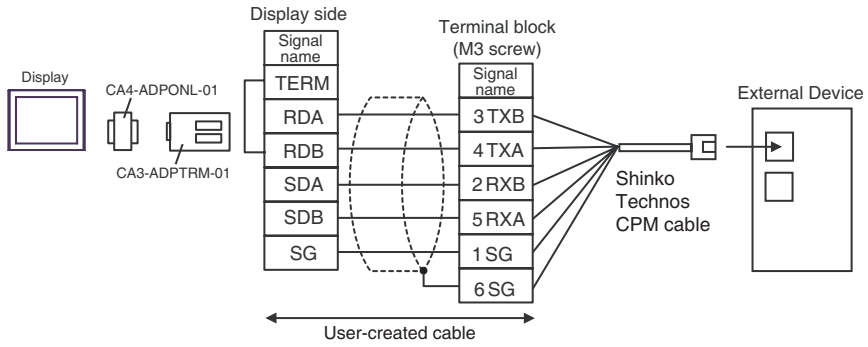 Display side
Terminal block
(M3 screw)
Signal
name
Signal
name
Display
CA4-ADPONL-01
External Device
TERM
RDA
3 TXB
RDB
4 TXA
CA3-ADPTRM-01
SDA
2 RXB
Shinko
Technos
CPM cable
SDB
5 RXA
SG
1 SG
6 SG
User-created cable